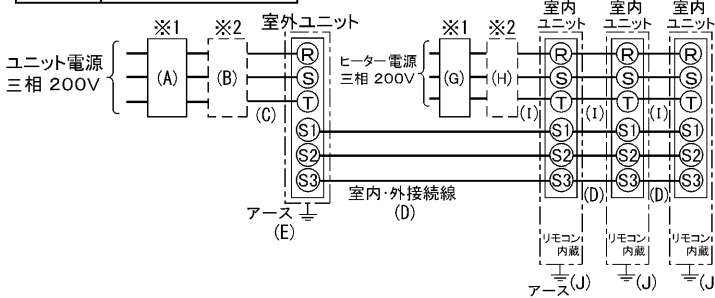 ※1 ※2 室外ユニット ※1 ※2 室内ユニット 室内ユニット 室内ユニット
ユニット電源
三相 200V
(A) (B) (C)
R
S
T
S1
S2
S3
ヒーター電源
三相 200V
(G) (H) (I) (I) (I)
R R R
S S S
T T T
S1 S1 S1
S2 S2 S2
S3 S3 S3
室内・外接続線
(D) (D) (D)
アース
(E)
リモコン内蔵 リモコン内蔵 リモコン内蔵
アース (J) (J) (J